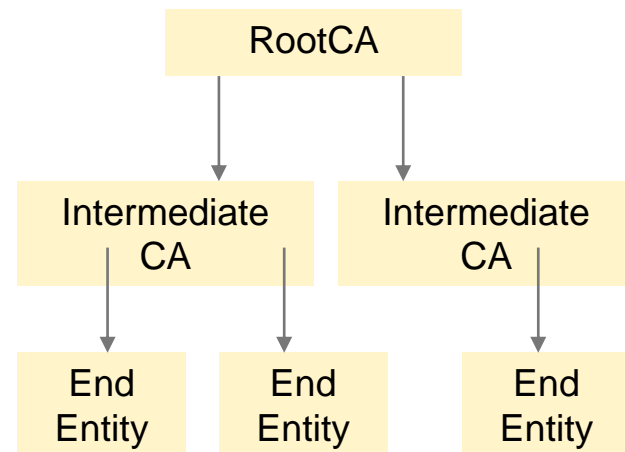 RootCA
Intermediate
CA
Intermediate
CA
End
Entity
End
Entity
End
Entity